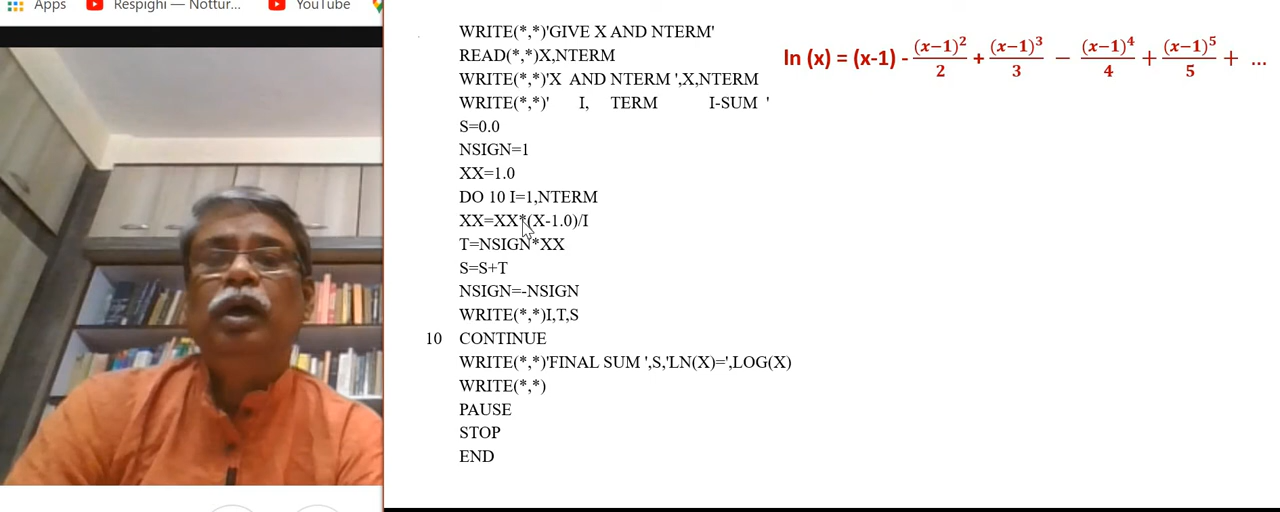 Apps
Respighi — Nottur...
YouTube
WRITE(*,*)'GIVE X AND NTERM'
READ(*,*)X,NTERM
WRITE(*,*)'X AND NTERM ',X,NTERM
WRITE(*,*)' I, TERM I-SUM '
S=0.0
NSIGN=1
XX=1.0
DO 10 I=1,NTERM
XX=XX*(X-1.0)/I
T=NSIGN*XX
S=S+T
NSIGN=-NSIGN
WRITE(*,*)I,T,S
10 CONTINUE
WRITE(*,*)'FINAL SUM ',S,'LN(X)=',LOG(X)
WRITE(*,*)
PAUSE
STOP
END
ln (x) = (x-1) - (x−1)²/2 + (x−1)³/3 − (x−1)⁴/4 + (x−1)⁵/5 + ...